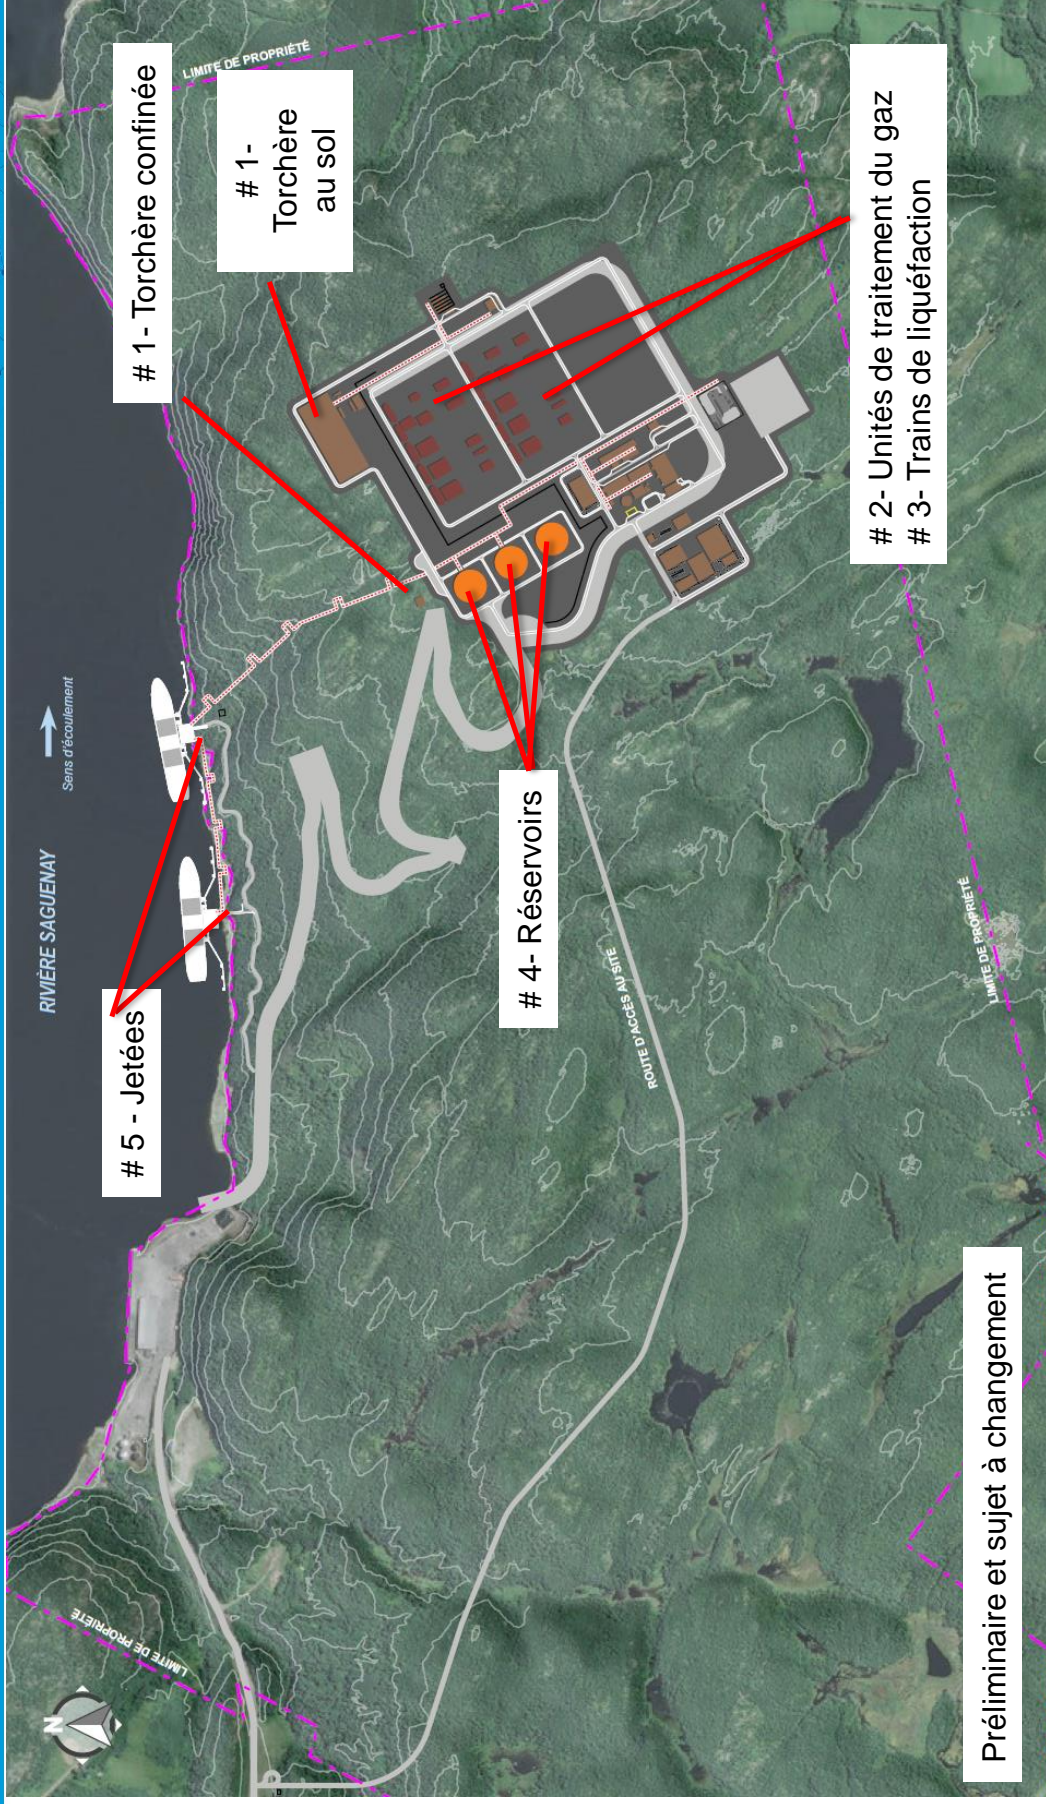 N
LIMITE DE PROPRIÉTÉ
RIVIÈRE SAGUENAY
Sens d'écoulement
# 5 - Jetées
# 1 - Torchère confinée
LIMITE DE PROPRIÉTÉ
# 1-
Torchère
au sol
# 4- Réservoirs
ROUTE D'ACCÈS AU SITE
# 2- Unités de traitement du gaz
# 3- Trains de liquéfaction
LIMITE DE PROPRIÉTÉ
Préliminaire et sujet à changement